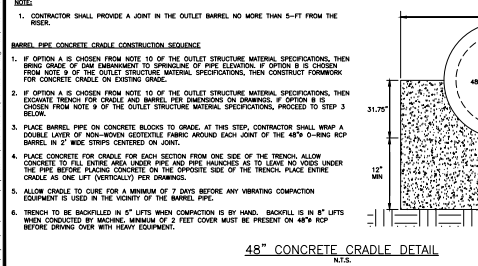 NOTE:
1. CONTRACTOR SHALL PROVIDE A JOINT IN THE OUTLET BARREL NO MORE THAN 5-FT FROM THE
RISER.
BARREL PIPE CONCRETE CRADLE CONSTRUCTION SEQUENCE
1. IF OPTION A IS CHOSEN FROM NOTE 10 OF THE OUTLET STRUCTURE MATERIAL SPECIFICATIONS, THEN
BRING GRADE OF DAM EMBANKMENT TO SPRINGLINE OF PIPE ELEVATION. IF OPTION B IS CHOSEN
FROM NOTE 9 OF THE OUTLET STRUCTURE MATERIAL SPECIFICATIONS, THEN CONSTRUCT FORMWORK
FOR CONCRETE CRADLE ON EXISTING GRADE.
2. IF OPTION A IS CHOSEN FROM NOTE 10 OF THE OUTLET STRUCTURE MATERIAL SPECIFICATIONS, THEN
EXCAVATE TRENCH FOR CRADLE AND BARREL PER DIMENSIONS ON DRAWINGS. IF OPTION B IS
CHOSEN FROM NOTE 9 OF THE OUTLET STRUCTURE MATERIAL SPECIFICATIONS, PROCEED TO STEP 3
BELOW.
3. PLACE BARREL ON CONCRETE BLOCKS TO GRADE. AT THIS STEP, CONTRACTOR SHALL WRAP A
DOUBLE LAYER OF NON-WOVEN GEOTEXTILE FABRIC AROUND EACH JOINT OF THE 48"ø O-RING RCP
BARREL IN 2' WIDE STRIPS CENTERED ON JOINT.
4. PLACE CONCRETE FOR CRADLE FOR EACH SECTION FROM ONE SIDE OF THE TRENCH. ALLOW
CONCRETE TO FILL ENTIRE AREA UNDER PIPE AND PIPE HAUNCHES AS TO LEAVE NO VOIDS UNDER
THE PIPE BEFORE PLACING CONCRETE ON THE OPPOSITE SIDE OF THE TRENCH. PLACE ENTIRE
CRADLE AS ONE LIFT (VERTICALLY) PER DRAWINGS.
5. ALLOW CRADLE TO CURE FOR A MINIMUM OF 7 DAYS BEFORE ANY VIBRATING COMPACTION
EQUIPMENT IS USED IN THE VICINITY OF THE BARREL PIPE.
6. TRENCH TO BE BACKFILLED IN 6" LIFTS WHEN COMPACTION IS BY HAND. BACKFILL IS IN 8" LIFTS
WHEN CONDUCTED BY MACHINE. MINIMUM OF 2 FEET COVER MUST BE PRESENT ON 48"ø RCP
BEFORE DRIVING OVER WITH HEAVY EQUIPMENT.
48
31.75"
12"
MIN
48" CONCRETE CRADLE DETAIL
N.T.S.